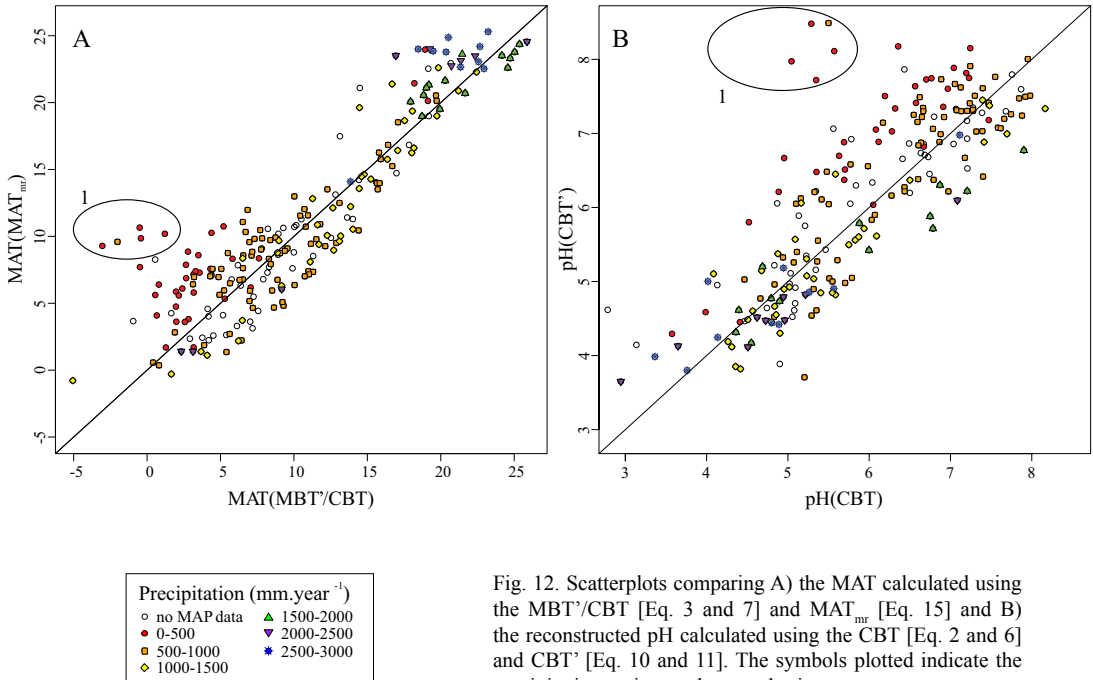 A
1
MAT(MAT mr)
-5
0
5
10
15
20
25
-5
0
5
10
15
20
25
MAT(MBT’/CBT)
B
1
pH(CBT’)
3
4
5
6
7
8
3
4
5
6
7
8
pH(CBT)
Precipitation (mm.year -1)
no MAP data
0-500
500-1000
1000-1500
1500-2000
2000-2500
2500-3000
Fig. 12. Scatterplots comparing A) the MAT calculated using
the MBT’/CBT [Eq. 3 and 7] and MAT mr [Eq. 15] and B)
the reconstructed pH calculated using the CBT [Eq. 2 and 6]
and CBT’ [Eq. 10 and 11]. The symbols plotted indicate the